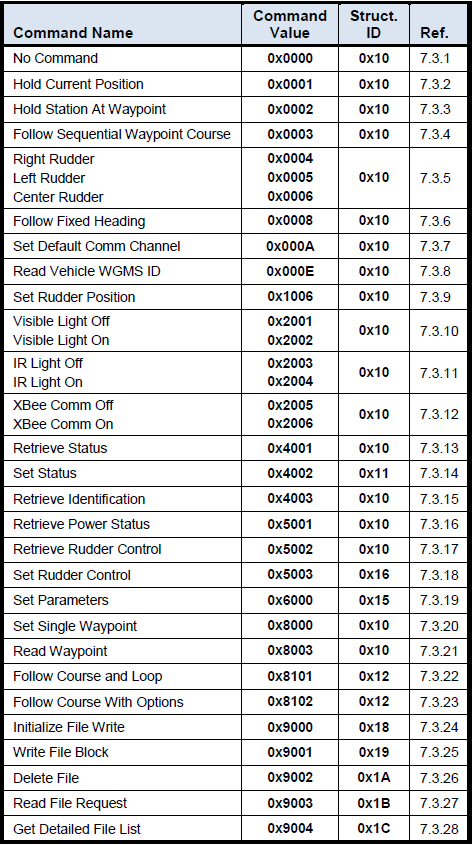 Command Name Command Value Struct. ID Ref.
No Command 0x0000 0x10 7.3.1
Hold Current Position 0x0001 0x10 7.3.2
Hold Station At Waypoint 0x0002 0x10 7.3.3
Follow Sequential Waypoint Course 0x0003 0x10 7.3.4
Right Rudder 0x0004
Left Rudder 0x0005 0x10 7.3.5
Center Rudder 0x0006
Follow Fixed Heading 0x0008 0x10 7.3.6
Set Default Comm Channel 0x000A 0x10 7.3.7
Read Vehicle WGMS ID 0x000E 0x10 7.3.8
Set Rudder Position 0x1006 0x10 7.3.9
Visible Light Off 0x2001 0x10 7.3.10
Visible Light On 0x2002
IR Light Off 0x2003 0x10 7.3.11
IR Light On 0x2004
XBee Comm Off 0x2005 0x10 7.3.12
XBee Comm On 0x2006
Retrieve Status 0x4001 0x10 7.3.13
Set Status 0x4002 0x11 7.3.14
Retrieve Identification 0x4003 0x10 7.3.15
Retrieve Power Status 0x5001 0x10 7.3.16
Retrieve Rudder Control 0x5002 0x10 7.3.17
Set Rudder Control 0x5003 0x16 7.3.18
Set Parameters 0x6000 0x15 7.3.19
Set Single Waypoint 0x8000 0x10 7.3.20
Read Waypoint 0x8003 0x10 7.3.21
Follow Course and Loop 0x8101 0x12 7.3.22
Follow Course With Options 0x8102 0x12 7.3.23
Initialize File Write 0x9000 0x18 7.3.24
Write File Block 0x9001 0x19 7.3.25
Delete File 0x9002 0x1A 7.3.26
Read File Request 0x9003 0x1B 7.3.27
Get Detailed File List 0x9004 0x1C 7.3.28